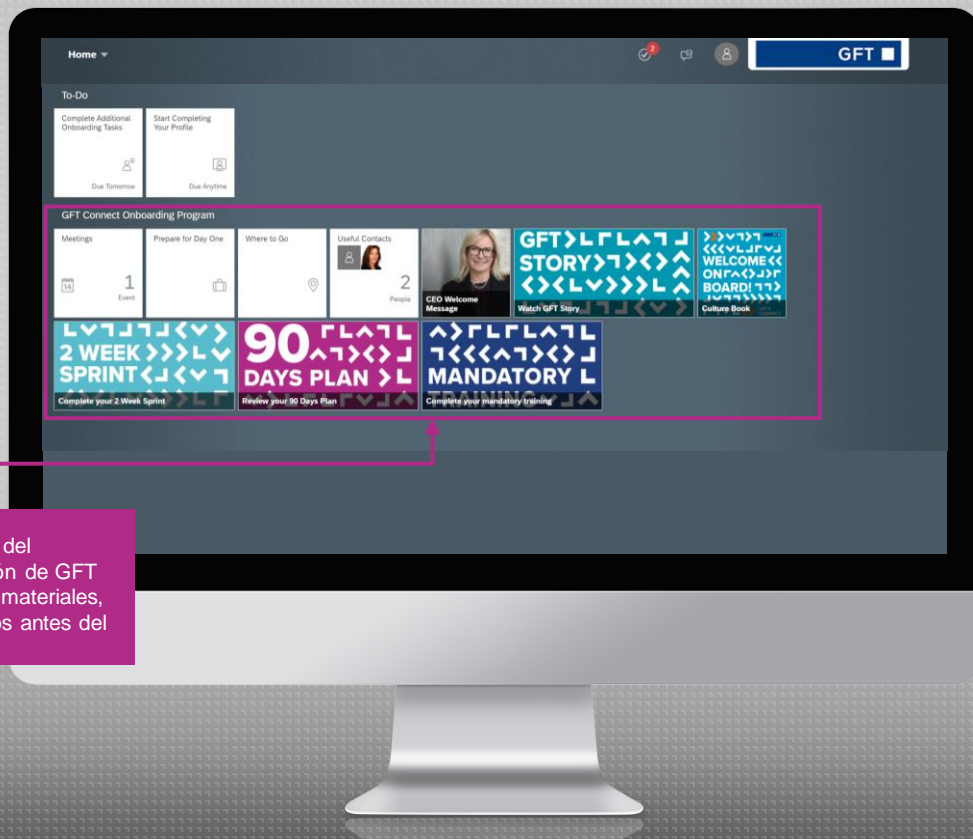 Home
2
GFT
To-Do
Complete Additional
Onboarding Tasks
Due Tomorrow
Start Completing
Your Profile
Due Anytime
GFT Connect Onboarding Program
Meetings
14
1
Event
Prepare for Day One
Where to Go
Useful Contacts
2
People
CEO Welcome
Message
GFT
STORY
Watch GFT Story
WELCOME
ON
BOARD!
Culture Book
2 WEEK
SPRINT
Complete your 2 Week Sprint
90
DAYS PLAN
Review your 90 Days Plan
MANDATORY
TRAINING
Complete your mandatory training
del
de GFT
materiales,
antes del